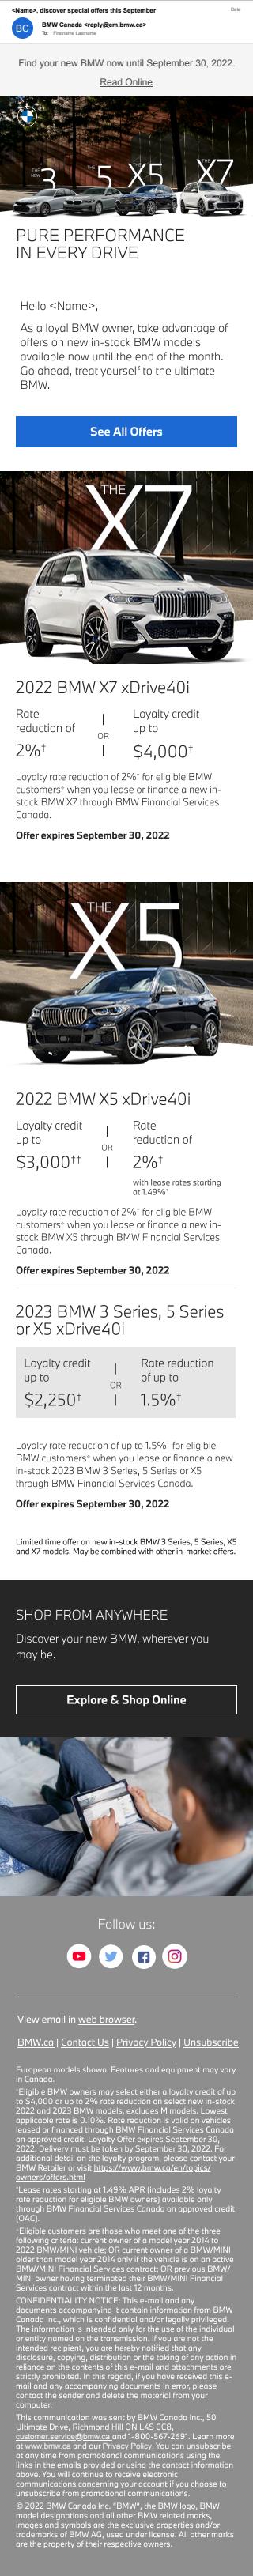 <Name>, discover special offers this September
Date
BC
BMW Canada <reply@em.bmw.ca>
To: Firstname Lastname
Find your new BMW now until September 30, 2022.
Read Online
THE NEW 3
THE 5
THE X5
THE X7
PURE PERFORMANCE
IN EVERY DRIVE
Hello <Name>,
As a loyal BMW owner, take advantage of
offers on new in-stock BMW models
available now until the end of the month.
Go ahead, treat yourself to the ultimate
BMW.
See All Offers
THE
X7
2022 BMW X7 xDrive40i
Rate
reduction of
2%†
OR
Loyalty credit
up to
$4,000†
Loyalty rate reduction of 2%† for eligible BMW
customers* when you lease or finance a new in-
stock BMW X7 through BMW Financial Services
Canada.
Offer expires September 30, 2022
THE
X5
2022 BMW X5 xDrive40i
Loyalty credit
up to
$3,000††
OR
Rate
reduction of
2%†
with lease rates starting
at 1.49%*
Loyalty rate reduction of 2%† for eligible BMW
customers* when you lease or finance a new in-
stock BMW X5 through BMW Financial Services
Canada.
Offer expires September 30, 2022
2023 BMW 3 Series, 5 Series
or X5 xDrive40i
Loyalty credit
up to
$2,250†
OR
Rate reduction
of up to
1.5%†
Loyalty rate reduction of up to 1.5%† for eligible
BMW customers* when you lease or finance a new
in-stock 2023 BMW 3 Series, 5 Series or X5
through BMW Financial Services Canada.
Offer expires September 30, 2022
Limited time offer on new in-stock BMW 3 Series, 5 Series, X5
and X7 models. May be combined with other in-market offers.
SHOP FROM ANYWHERE
Discover your new BMW, wherever you
may be.
Explore & Shop Online
Follow us:
View email in web browser.
BMW.ca | Contact Us | Privacy Policy | Unsubscribe
European models shown. Features and equipment may vary
in Canada.
†Eligible BMW owners may select either a loyalty credit of up
to $4,000 or up to 2% rate reduction on select new in-stock
2022 and 2023 BMW models, excludes M models. Lowest
applicable rate is 0.10%. Rate reduction is valid on vehicles
leased or financed through BMW Financial Services Canada
on approved credit. Loyalty Offer expires September 30,
2022. Delivery must be taken by September 30, 2022. For
additional detail on the loyalty program, please contact your
BMW Retailer or visit https://www.bmw.ca/en/topics/
owners/offers.html
*Lease rates starting at 1.49% APR (includes 2% loyalty
rate reduction for eligible BMW owners) available only
through BMW Financial Services Canada on approved credit
(OAC).
*Eligible customers are those who meet one of the three
following criteria: current owner of a model year 2014 to
2022 BMW/MINI vehicle; OR current owner of a BMW/MINI
older than model year 2014 only if the vehicle is on an active
BMW/MINI Financial Services contract; OR previous BMW/
MINI owner having terminated their BMW/MINI Financial
Services contract within the last 12 months.
CONFIDENTIALITY NOTICE: This e-mail and any
documents accompanying it contain information from BMW
Canada Inc., which is confidential and/or legally privileged.
The information is intended only for the use of the individual
or entity named on the transmission. If you are not the
intended recipient, you are hereby notified that any
disclosure, copying, distribution or the taking of any action in
reliance on the contents of this e-mail and attachments are
strictly prohibited. In this regard, if you have received this e-
mail and any accompanying documents in error, please
contact the sender and delete the material from your
computer.
This communication was sent by BMW Canada Inc., 50
Ultimate Drive, Richmond Hill ON L4S 0C8,
customer.service@bmw.ca and 1-800-567-2691. Learn more
at www.bmw.ca and our Privacy Policy. You can unsubscribe
at any time from promotional communications using the
links in the emails provided or using the contact information
above. You will continue to receive electronic
communications concerning your account if you choose to
unsubscribe from promotional communications.
© 2022 BMW Canada Inc. "BMW", the BMW logo, BMW
model designations and all other BMW related marks,
images and symbols are the exclusive properties and/or
trademarks of BMW AG, used under license. All other marks
are the property of their respective owners.